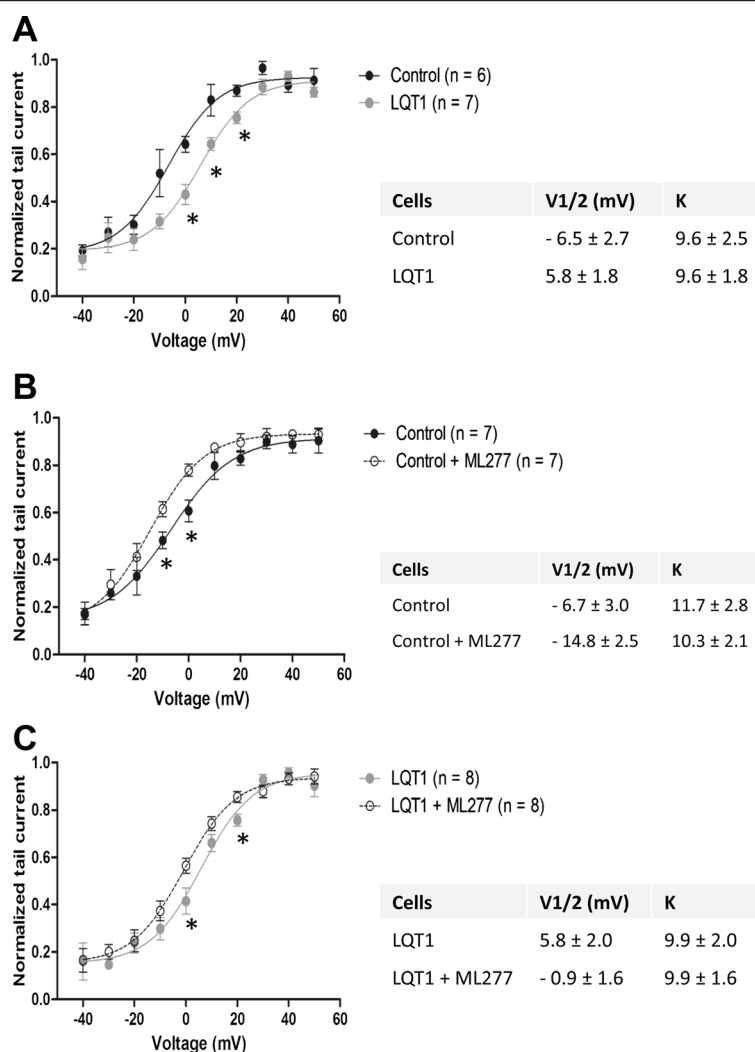 A
Normalized tail current
1.0
0.8
0.6
0.4
0.2
0.0
-40 -20 0 20 40 60
Voltage (mV)
* * *
Control (n = 6)
LQT1 (n = 7)
Cells V1/2 (mV) K
Control - 6.5 ± 2.7 9.6 ± 2.5
LQT1 5.8 ± 1.8 9.6 ± 1.8
B
Normalized tail current
1.0
0.8
0.6
0.4
0.2
0.0
-40 -20 0 20 40 60
Voltage (mV)
* *
Control (n = 7)
Control + ML277 (n = 7)
Cells V1/2 (mV) K
Control - 6.7 ± 3.0 11.7 ± 2.8
Control + ML277 - 14.8 ± 2.5 10.3 ± 2.1
C
Normalized tail current
1.0
0.8
0.6
0.4
0.2
0.0
-40 -20 0 20 40 60
Voltage (mV)
* *
LQT1 (n = 8)
LQT1 + ML277 (n = 8)
Cells V1/2 (mV) K
LQT1 5.8 ± 2.0 9.9 ± 2.0
LQT1 + ML277 - 0.9 ± 1.6 9.9 ± 1.6